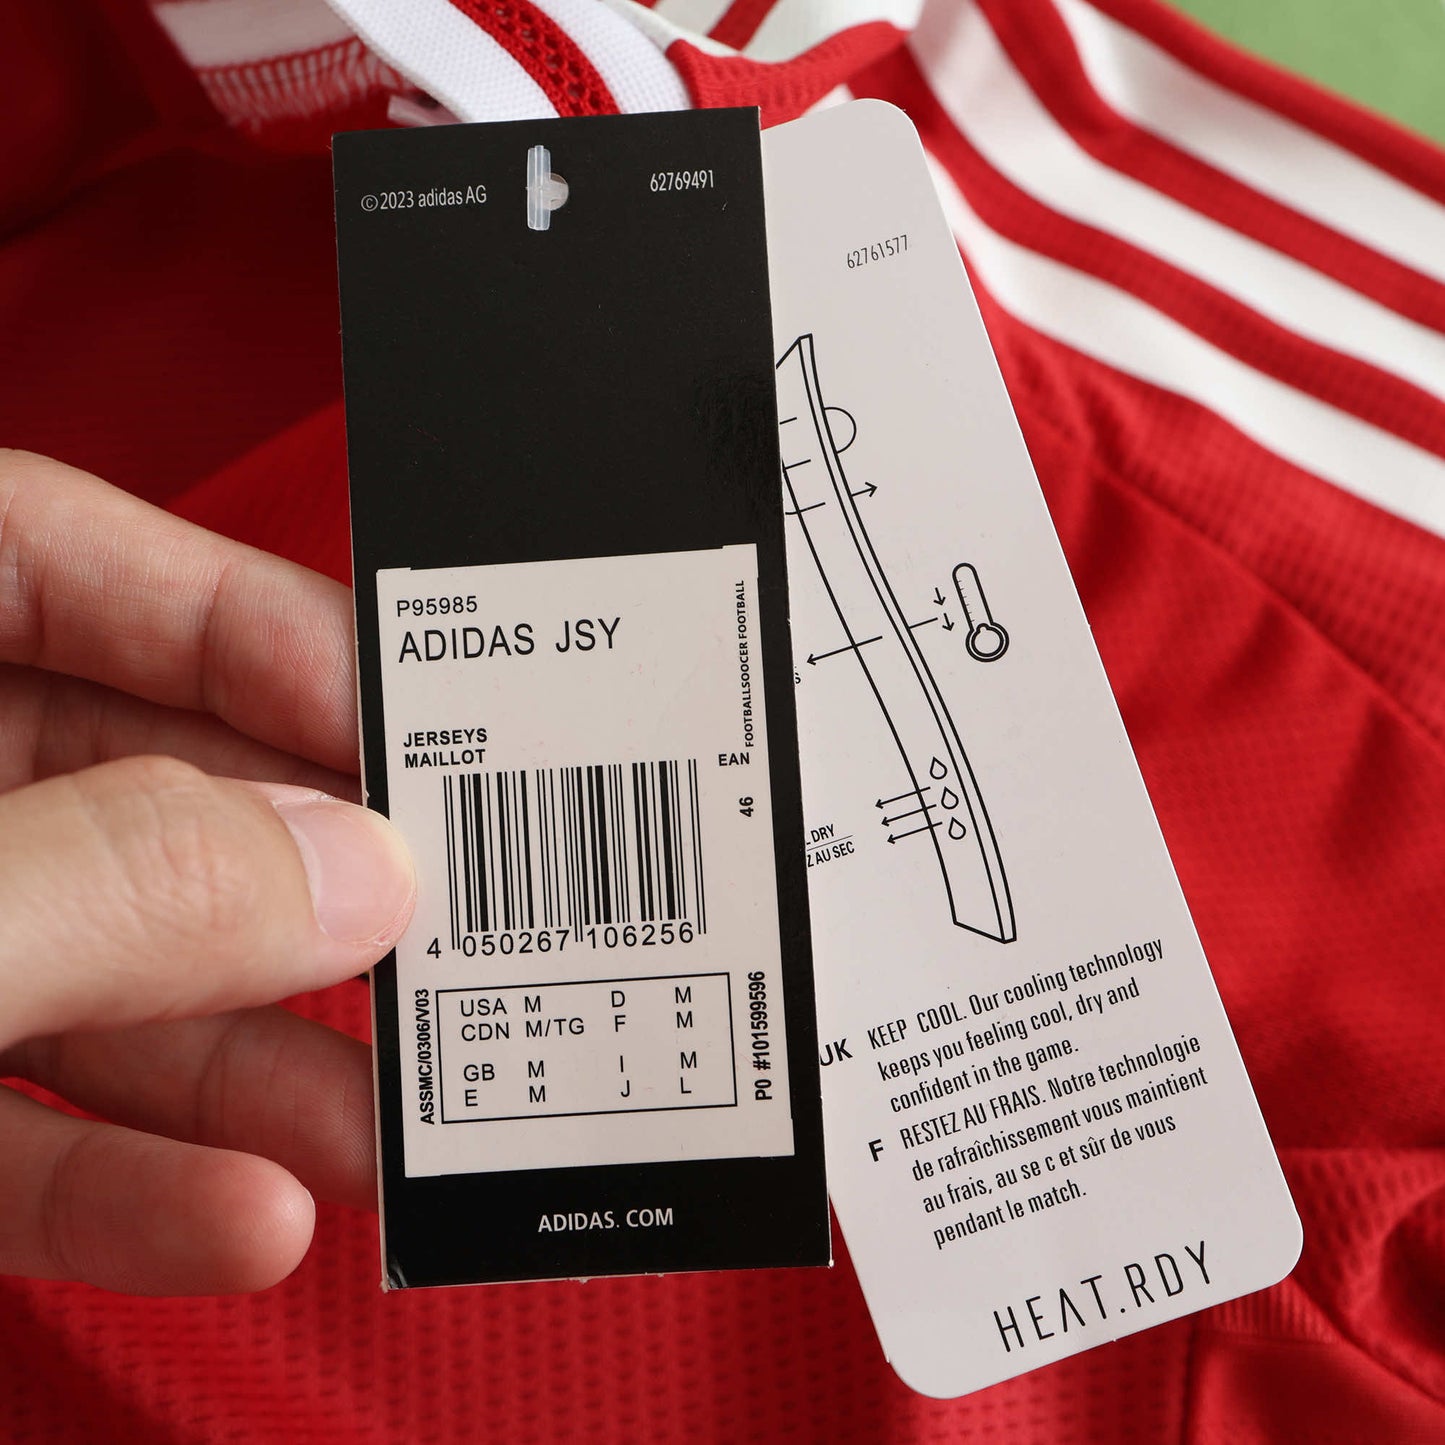 ©2023 adidas AG
62769491
P95985
ADIDAS JSY
JERSEYS
MAILLOT
FOOTBALLSOOCER FOOTBALL
EAN
46
4 050267 106256
USA M D M
CDN M/TG F M
GB M I M
E M J L
ASSMC/0306/V03
PO #101599596
ADIDAS. COM
62761577
DRY
AU SEC
UK KEEP COOL. Our cooling technology
keeps you feeling cool, dry and
confident in the game.
F RESTEZ AU FRAIS. Notre technologie
de rafraîchissement vous maintient
au frais, au se c et sûr de vous
pendant le match.
HEAT.RDY